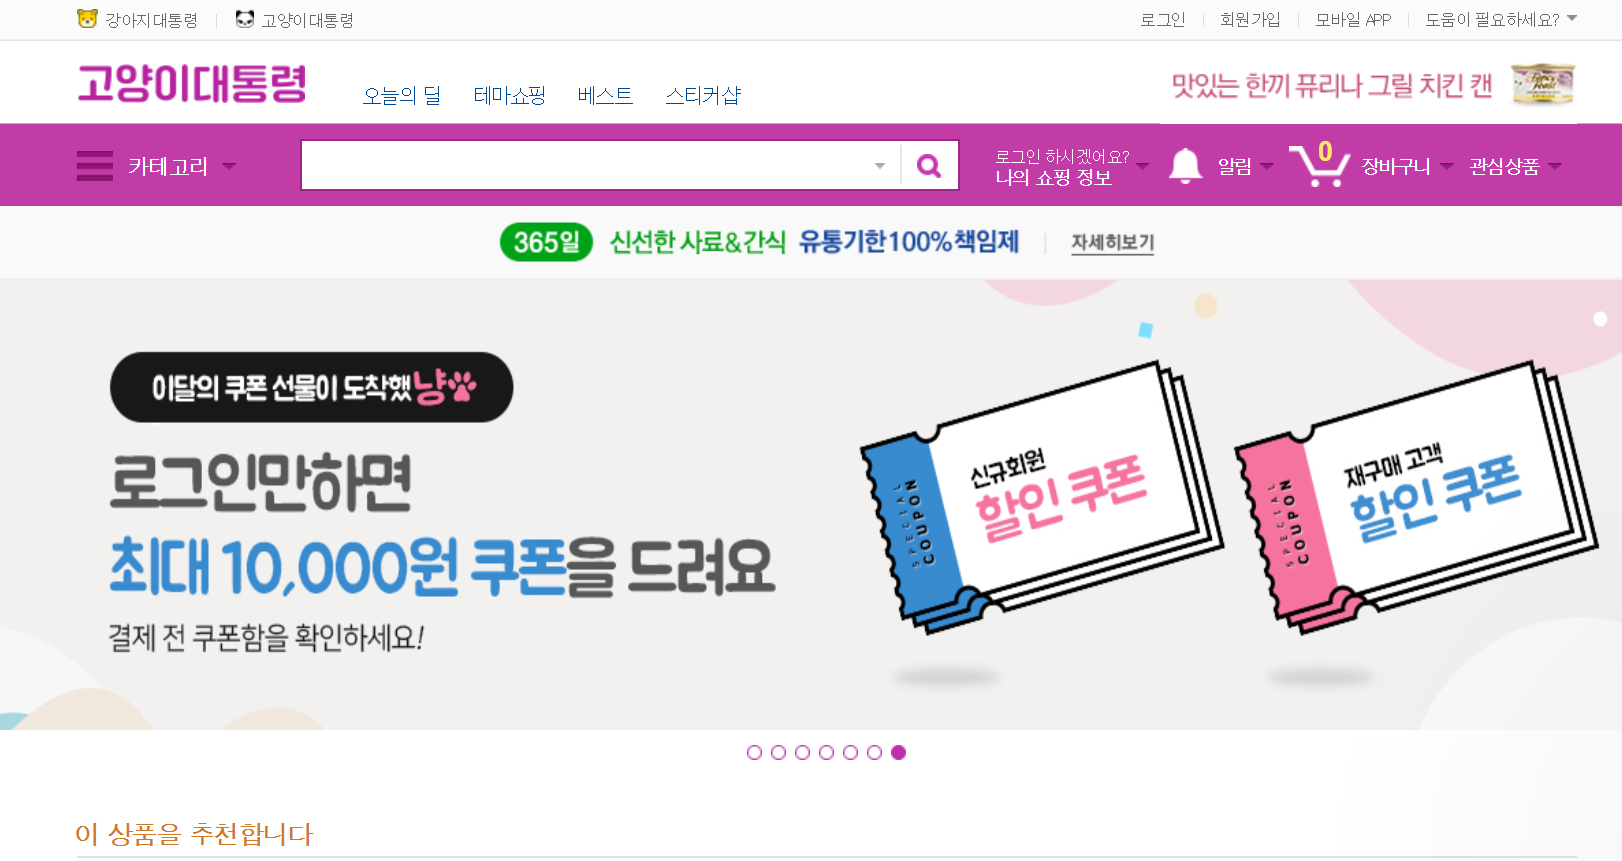 강아지대통령
고양이대통령
로그인
회원가입
모바일 APP
도움이 필요하세요?
고양이대통령
오늘의 딜
테마쇼핑
베스트
스티커샵
맛있는 한끼 퓨리나 그릴 치킨 캔
카테고리
로그인 하시겠어요?
나의 쇼핑 정보
알림
0
장바구니
관심상품
365일 신선한 사료&간식 유통기한100%책임제
자세히보기
이달의 쿠폰 선물이 도착했냥
로그인만하면
최대 10,000원 쿠폰을 드려요
결제 전 쿠폰함을 확인하세요!
SPECIAL
COUPON
신규회원
할인 쿠폰
SPECIAL
COUPON
재구매 고객
할인 쿠폰
이 상품을 추천합니다